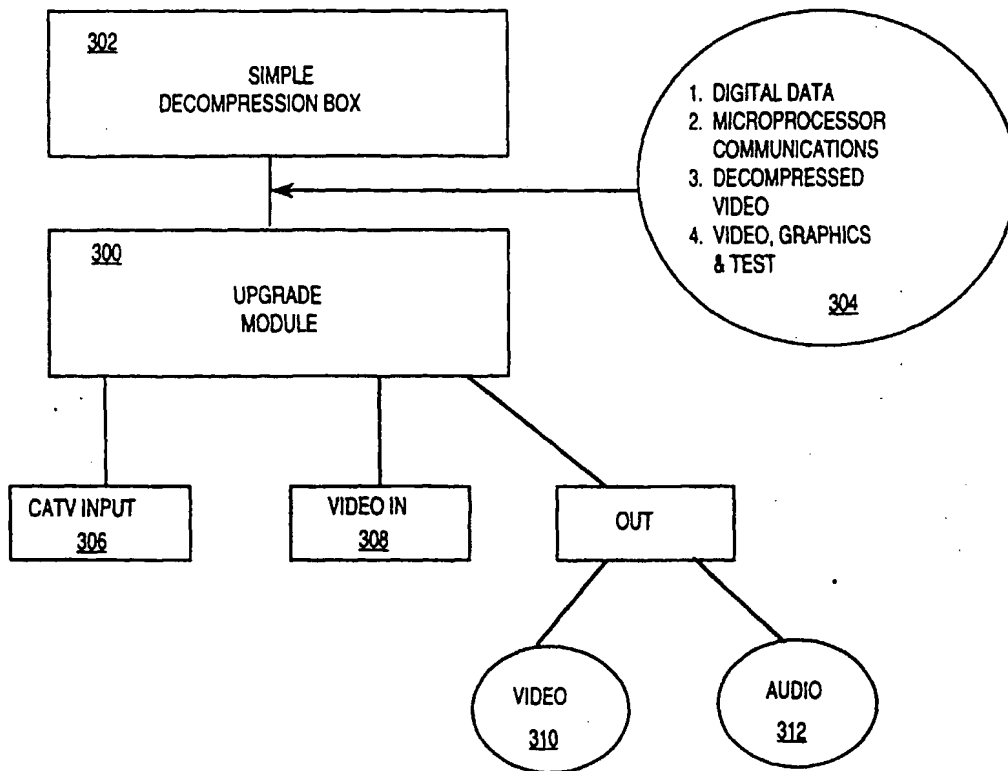 302
SIMPLE
DECOMPRESSION BOX
1. DIGITAL DATA
2. MICROPROCESSOR
COMMUNICATIONS
3. DECOMPRESSED
VIDEO
4. VIDEO, GRAPHICS
& TEST
304
300
UPGRADE
MODULE
CATV INPUT
306
VIDEO IN
308
OUT
VIDEO
310
AUDIO
312